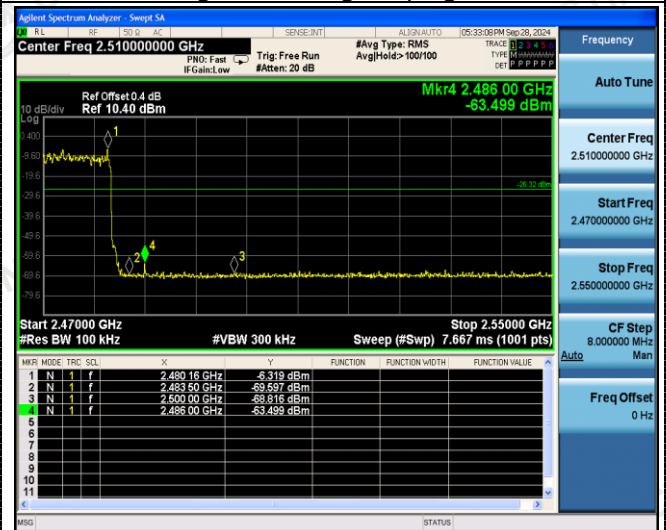 Agilent Spectrum Analyzer - Swept SA
RL RF 50 Ω AC SENSE:INT ALIGN AUTO 05:33:08 PM Sep 28, 2024
Center Freq 2.510000000 GHz
PNO: Fast
IFGain:Low
Trig: Free Run
#Atten: 20 dB
#Avg Type: RMS
Avg|Hold:> 100/100
TRACE 1 2 3 4 5 6
TYPE M
DET P P P P P P
Ref Offset 0.4 dB
10 dB/div Ref 10.40 dBm
Log
Mkr4 2.486 00 GHz
-63.499 dBm
0.400
-9.60
-19.6
-29.6
-39.6
-49.6
-59.6
-69.6
-79.6
1
2
4
3
-26.32 dBm
Start 2.47000 GHz Stop 2.55000 GHz
#Res BW 100 kHz #VBW 300 kHz Sweep (#Swp) 7.667 ms (1001 pts)
MKR MODE TRC SCL X Y FUNCTION FUNCTION WIDTH FUNCTION VALUE
1 N 1 f 2.480 16 GHz -6.319 dBm
2 N 1 f 2.483 50 GHz -69.597 dBm
3 N 1 f 2.500 00 GHz -68.816 dBm
4 N 1 f 2.486 00 GHz -63.499 dBm
5
6
7
8
9
10
11
MSG STATUS
Frequency
Auto Tune
Center Freq
2.510000000 GHz
Start Freq
2.470000000 GHz
Stop Freq
2.550000000 GHz
CF Step
8.000000 MHz
Auto Man
Freq Offset
0 Hz